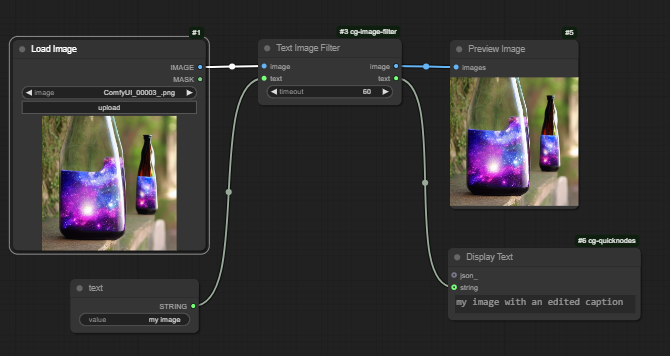 #1
Load Image
IMAGE
MASK
image ComfyUI_00003_.png
upload
#3 cg-image-filter
Text Image Filter
image image
text text
timeout 60
#5
Preview Image
images
text
STRING
value my image
#6 cg-quicknodes
Display Text
json_
string
my image with an edited caption